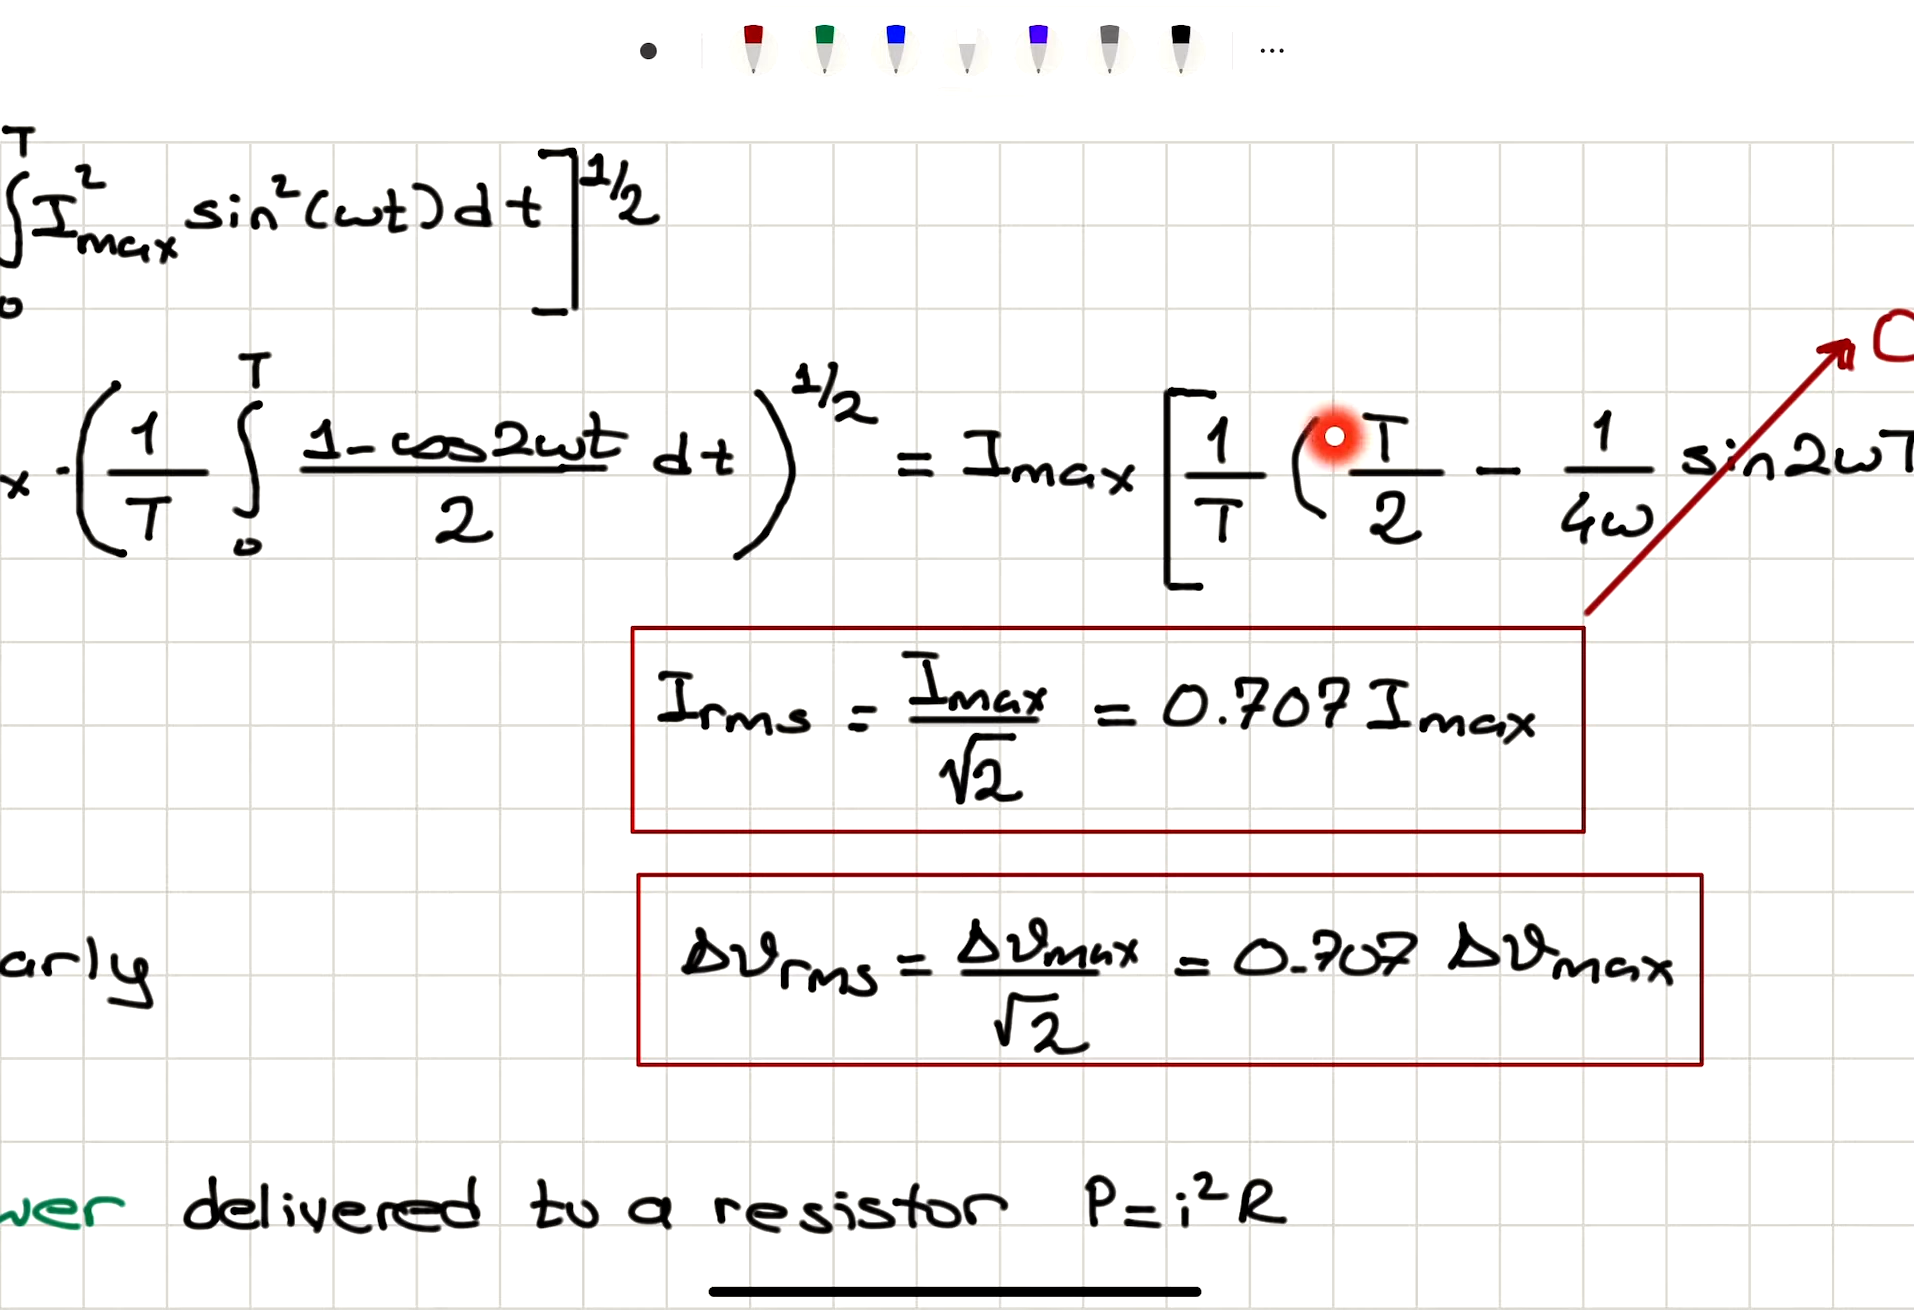 ∫₀ᵀ I²max sin²(ωt)dt]^1/2
x · (1/T ∫₀ᵀ (1-cos2ωt)/2 dt)^1/2 = Imax [1/T (T/2 - 1/4ω sin2ωT 0
Irms = Imax/√2 = 0.707 Imax
arly Δvrms = Δvmax/√2 = 0.707 Δvmax
wer delivered to a resistor P=i²R